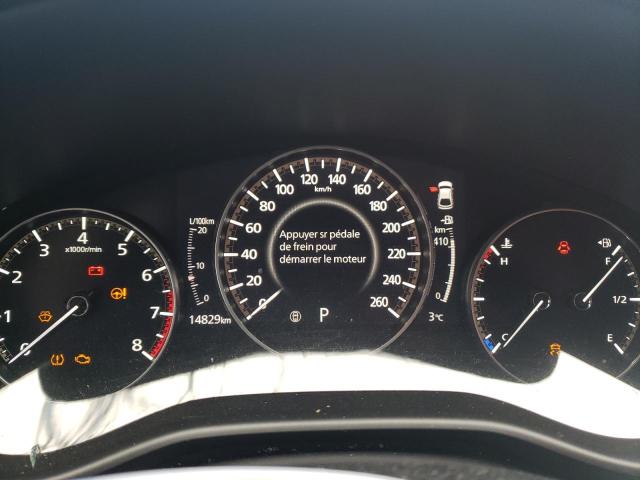 4
3
5
x1000r/min
2
6
1
7
0
8
L/100km
20
10
0
14829km
120
100
140
km/h
80
160
60
180
40
200
20
220
0
240
260
Appuyer sr pédale
de frein pour
démarrer le moteur
P
km
410
0
3°C
H
C
F
1/2
E